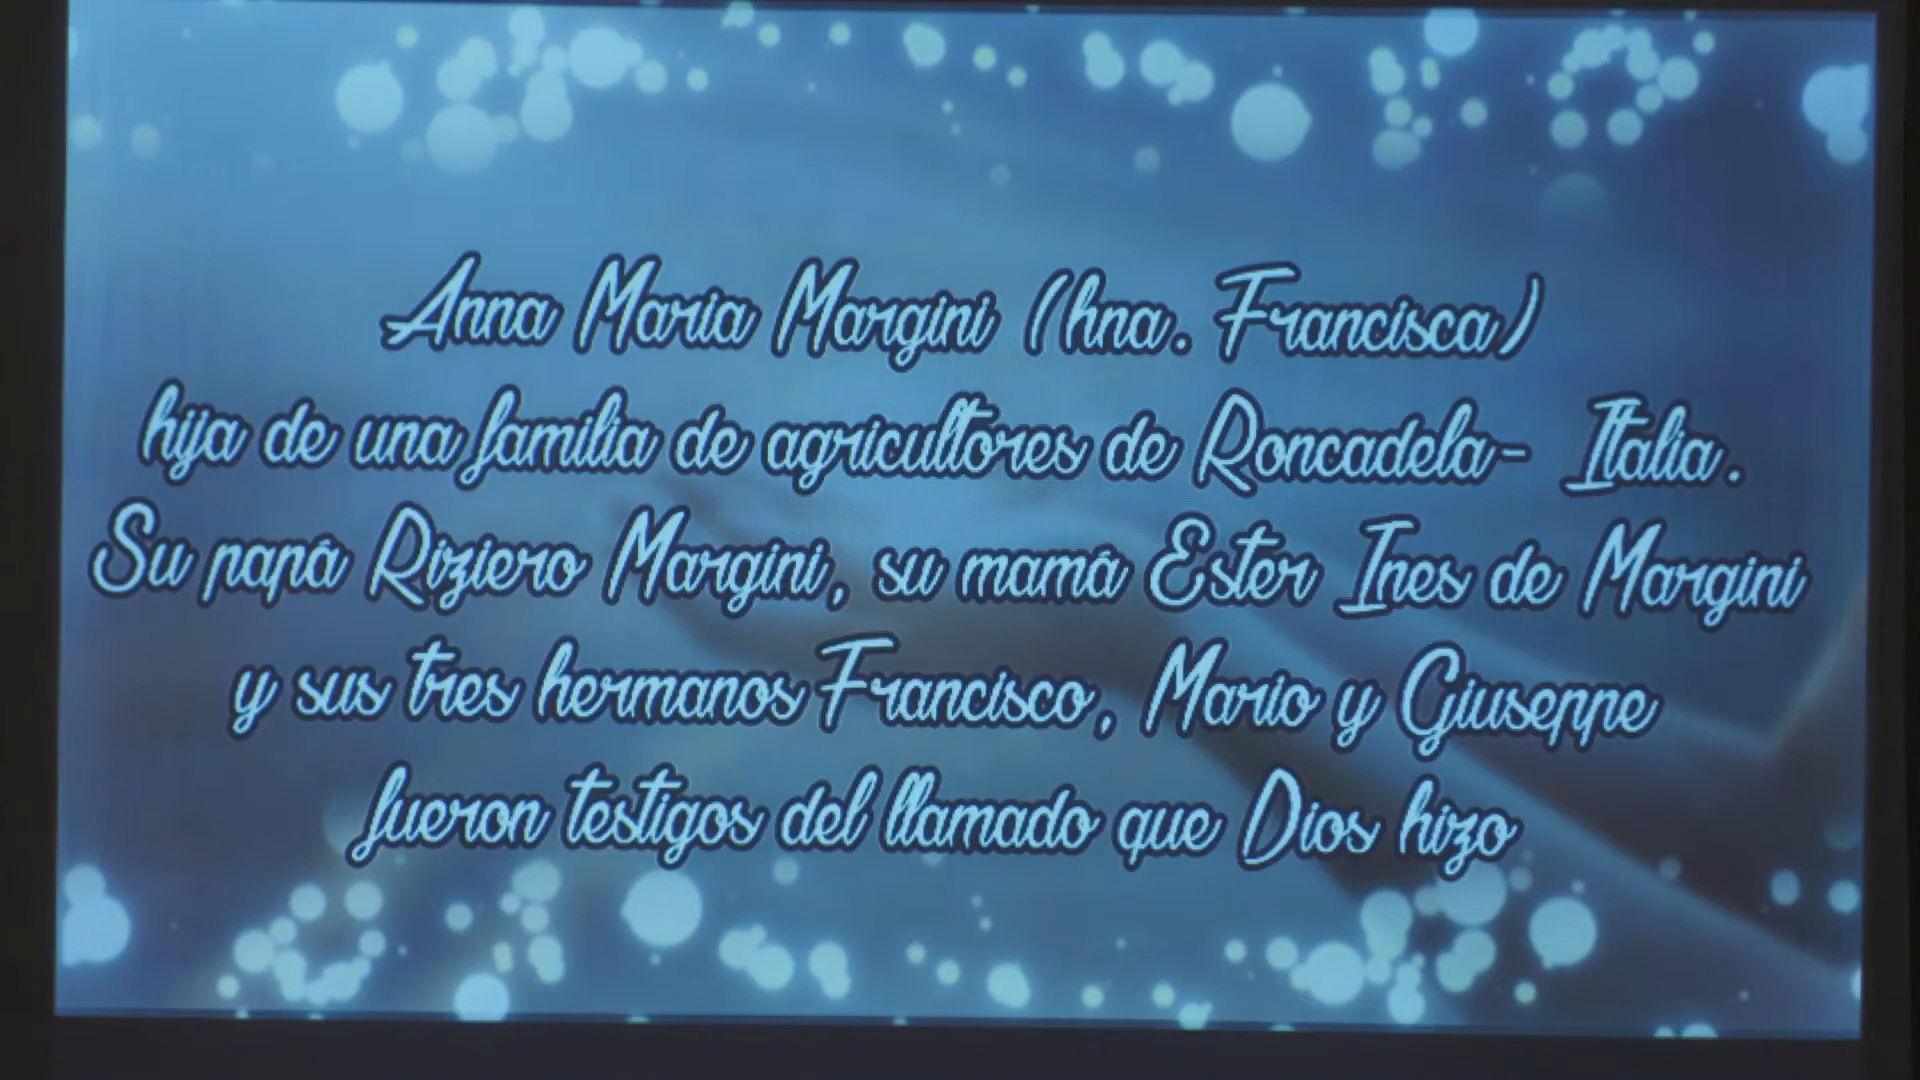 Anna Maria Margini (hna. Francisca)
hija de una familia de agricultores de Roncadela- Italia.
Su papá Riziero Margini, su mamá Ester Ines de Margini
y sus tres hermanos Francisco, Mario y Giuseppe
fueron testigos del llamado que Dios hizo